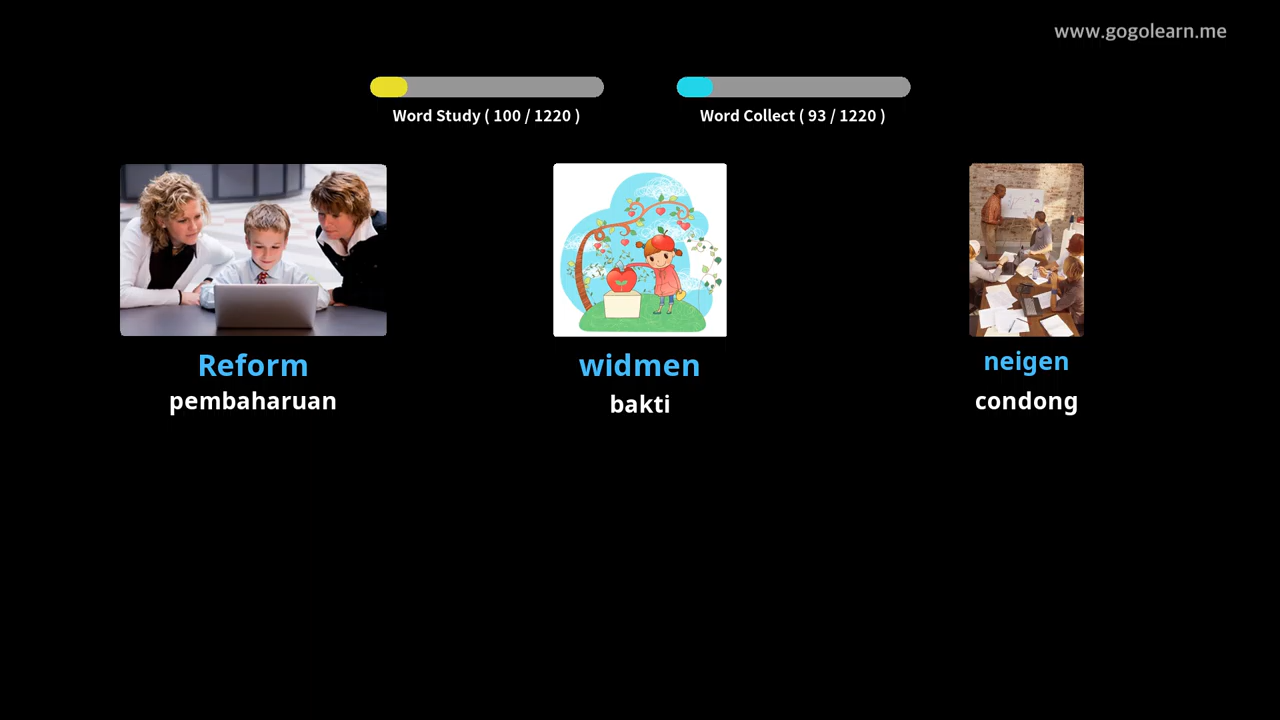 www.gogolearn.me
Word Study ( 100 / 1220 )
Word Collect ( 93 / 1220 )
Reform
pembaharuan
widmen
bakti
neigen
condong